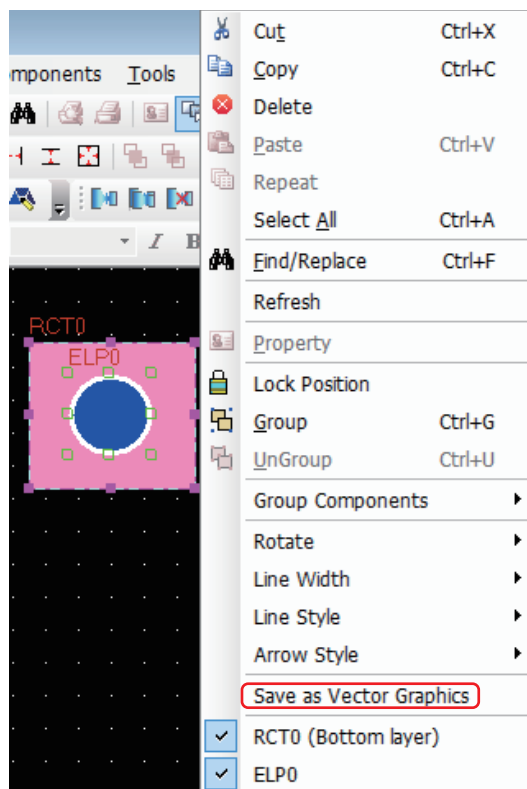 mponents Tools
I B
RCT0
ELP0
Cut Ctrl+X
Copy Ctrl+C
Delete
Paste Ctrl+V
Repeat
Select All Ctrl+A
Find/Replace Ctrl+F
Refresh
Property
Lock Position
Group Ctrl+G
UnGroup Ctrl+U
Group Components
Rotate
Line Width
Line Style
Arrow Style
Save as Vector Graphics
RCT0 (Bottom layer)
ELP0